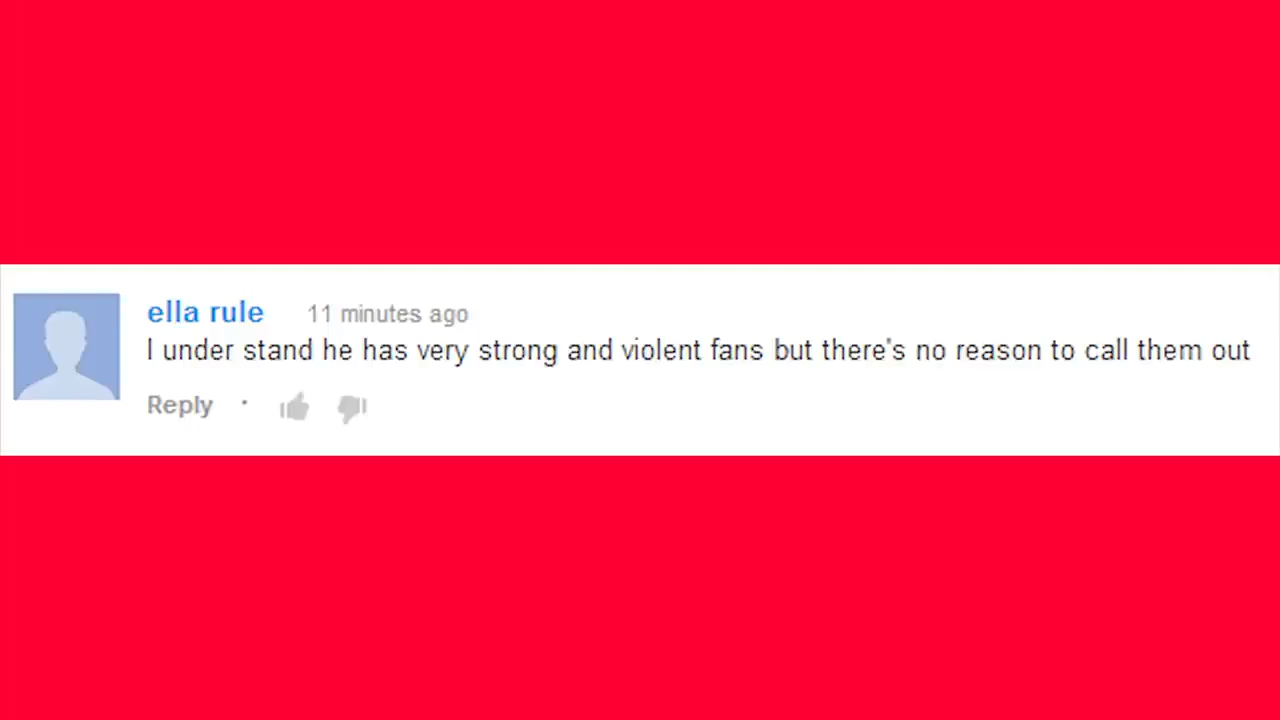 ella rule 11 minutes ago
I under stand he has very strong and violent fans but there's no reason to call them out
Reply ·